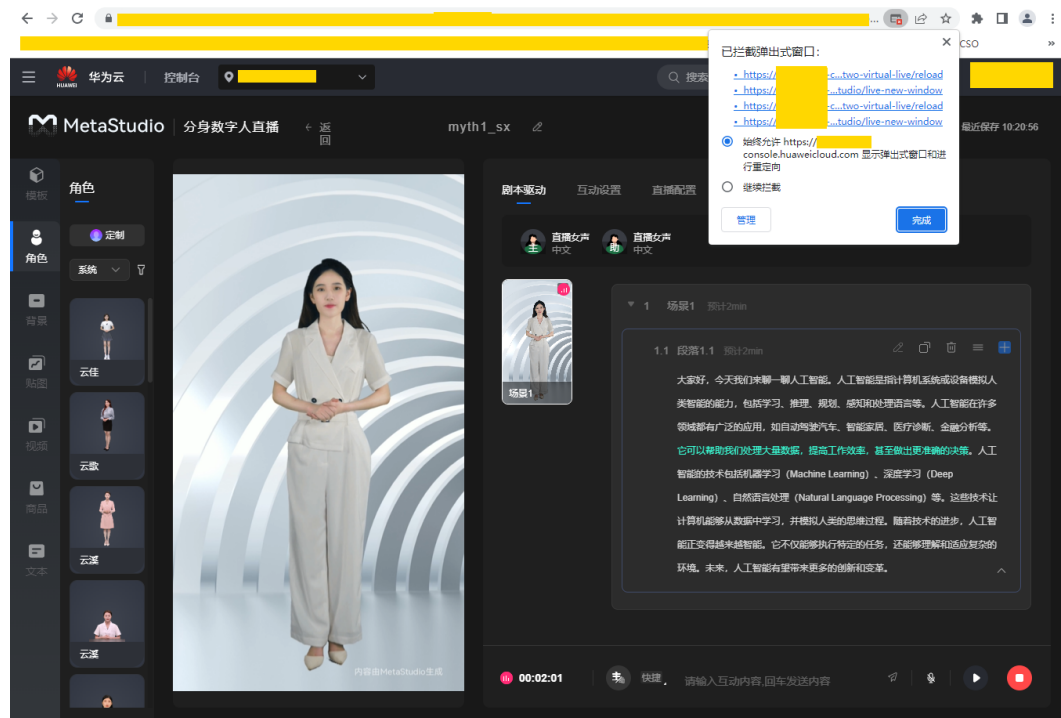 ...
CSO
»
已拦截弹出式窗口：
• https://
-c...two-virtual-live/reload
• https://
-...tudio/live-new-window
• https://
-c...two-virtual-live/reload
• https://
-...tudio/live-new-window
始终允许 https://
console.huaweicloud.com 显示弹出式窗口和进
行重定向
继续拦截
管理
完成
HUAWEI
华为云
控制台
搜索
MetaStudio
分身数字人直播
← 返
回
myth1_sx
最近保存 10:20:56
模板
角色
背景
贴图
视频
商品
文本
角色
定制
系统
云佳
云歌
云溪
云溪
内容由MetaStudio生成
剧本驱动
互动设置
直播配置
主
直播女声
中文
助
直播女声
中文
场景1
1 场景1 预计2min
1.1 段落1.1 预计2min
大家好，今天我们来聊一聊人工智能。人工智能是指计算机系统或设备模拟人
类智能的能力，包括学习、推理、规划、感知和处理语言等。人工智能在许多
领域都有广泛的应用，如自动驾驶汽车、智能家居、医疗诊断、金融分析等。
它可以帮助我们处理大量数据，提高工作效率，甚至做出更准确的决策。人工
智能的技术包括机器学习（Machine Learning）、深度学习（Deep
Learning）、自然语言处理（Natural Language Processing）等。这些技术让
计算机能够从数据中学习，并模拟人类的思维过程。随着技术的进步，人工智
能正变得越来越智能。它不仅能够执行特定的任务，还能够理解和适应复杂的
环境。未来，人工智能有望带来更多的创新和变革。
00:02:01
主
快捷
请输入互动内容,回车发送内容